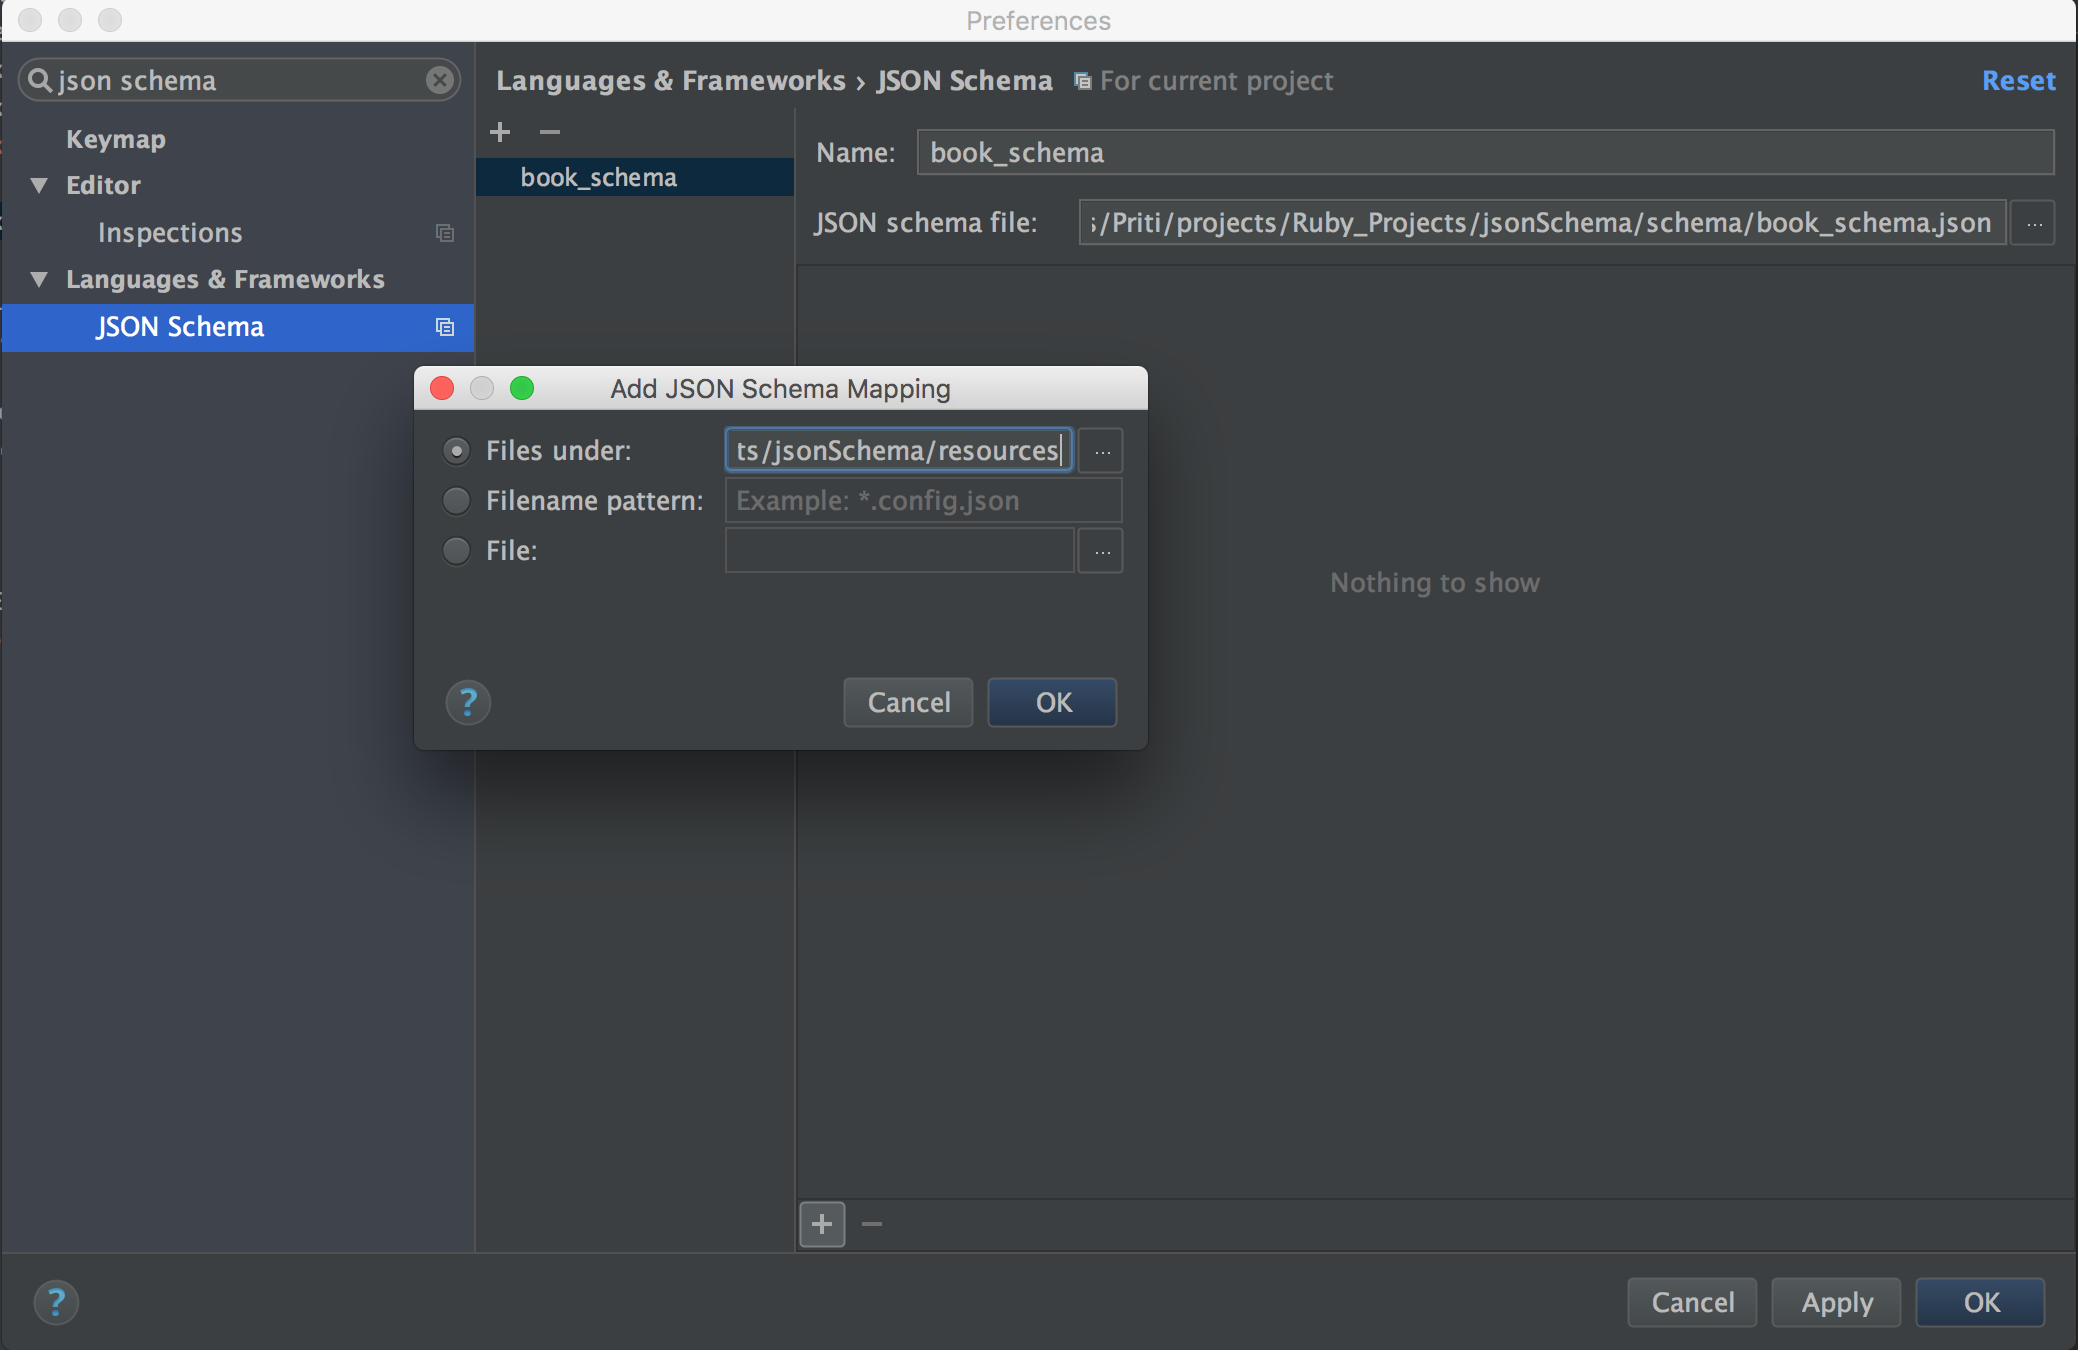 Preferences
json schema
Keymap
Editor
Inspections
Languages & Frameworks
JSON Schema
Languages & Frameworks › JSON Schema For current project Reset
book_schema
Name: book_schema
JSON schema file: /Priti/projects/Ruby_Projects/jsonSchema/schema/book_schema.json ...
Nothing to show
Add JSON Schema Mapping
Files under: ts/jsonSchema/resources ...
Filename pattern: Example: *.config.json
File: ...
? Cancel OK
? Cancel Apply OK